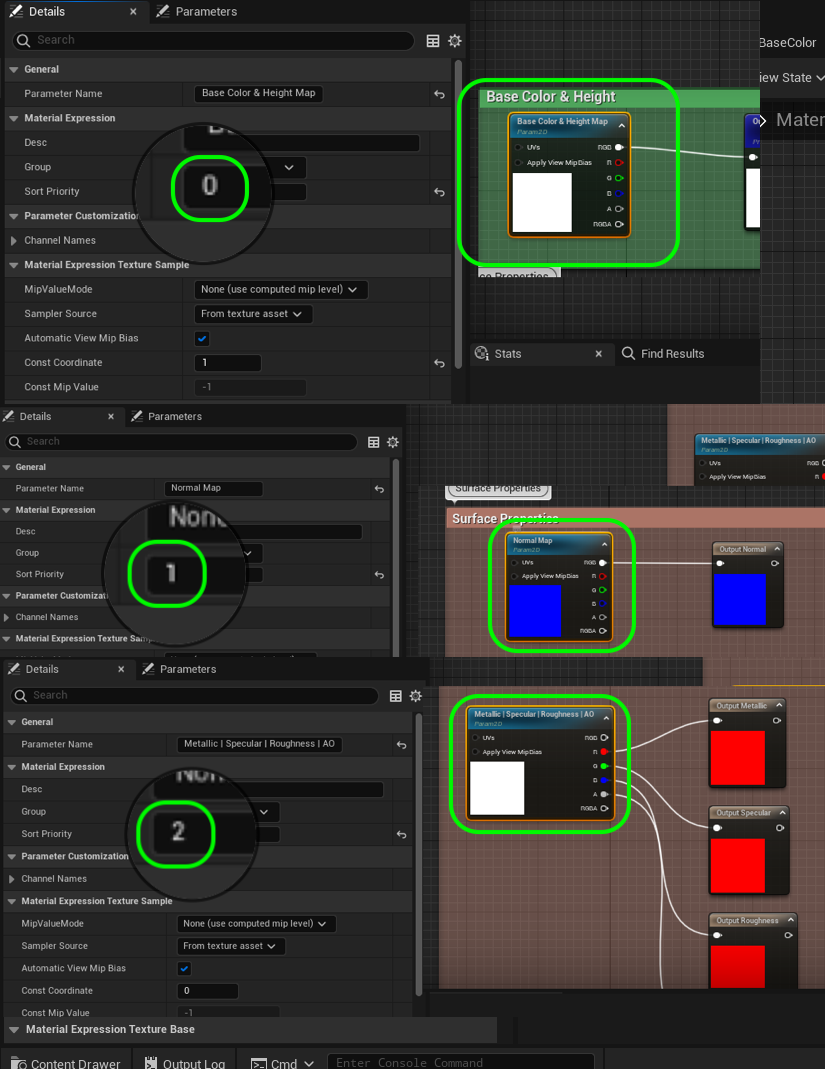 Details
Parameters
BaseColor
Search
iew State
General
Base Color & Height
Mater
Parameter Name
Base Color & Height Map
Base Color & Height Map
Param2D
Material Expression
UVs
RGB
Desc
Apply View MipBias
R
Group
G
Sort Priority
0
B
A
Parameter Customizatio
RGBA
Channel Names
Material Expression Texture Sample
ce Properties
MipValueMode
None (use computed mip level)
Sampler Source
From texture asset
Automatic View Mip Bias
Stats
Find Results
Const Coordinate
1
Const Mip Value
-1
Details
Parameters
Search
Metallic | Specular | Roughness | AO
Param2D
UVs
RGB
General
Apply View MipBias
R
Parameter Name
Normal Map
Surface Properties
Material Expression
None
Surface Properties
Desc
Normal Map
Param2D
Output Normal
Group
UVs
RGB
Sort Priority
1
Apply View MipBias
R
G
Parameter Customizati
B
Channel Names
A
Material Expression Texture Samp
RGBA
Details
Parameters
Search
Metallic | Specular | Roughness | AO
Param2D
Output Metallic
General
UVs
RGB
Parameter Name
Metallic | Specular | Roughness | AO
Apply View MipBias
R
Material Expression
G
B
Desc
A
Group
RGBA
Output Specular
Sort Priority
2
Parameter Customization
Channel Names
Material Expression Texture Sample
MipValueMode
None (use computed mip level)
Output Roughness
Sampler Source
From texture asset
Automatic View Mip Bias
Const Coordinate
0
Const Mip Value
-1
Material Expression Texture Base
Content Drawer
Output Log
Cmd
Enter Console Command